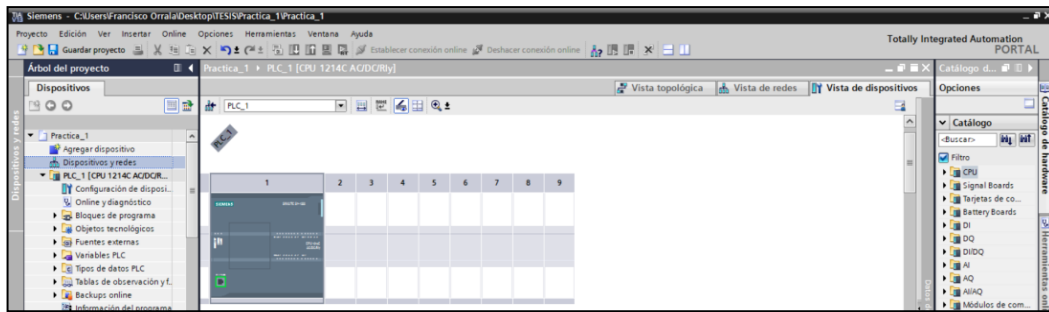 Siemens - C:\Users\Francisco Orrala\Desktop\TESIS\Practica_1\Practica_1
Proyecto Edición Ver Insertar Online Opciones Herramientas Ventana Ayuda
Guardar proyecto
Establecer conexión online
Deshacer conexión online
Totally Integrated Automation
PORTAL
Árbol del proyecto
Practica_1 ▸ PLC_1 [CPU 1214C AC/DC/Rly]
Catálogo d...
Dispositivos
Vista topológica
Vista de redes
Vista de dispositivos
Opciones
PLC_1
Dispositivos y redes
Practica_1
Agregar dispositivo
Dispositivos y redes
PLC_1 [CPU 1214C AC/DC/R...
Configuración de disposi...
Online y diagnóstico
Bloques de programa
Objetos tecnológicos
Fuentes externas
Variables PLC
Tipos de datos PLC
Tablas de observación y f...
Backups online
Información del programa
PLC_1
1 2 3 4 5 6 7 8 9
SIEMENS
Catálogo
<Buscar>
Filtro
CPU
Signal Boards
Tarjetas de co...
Battery Boards
DI
DQ
DI/DQ
AI
AQ
AI/AQ
Módulos de com...
Catálogo de hardware
Herramientas onli